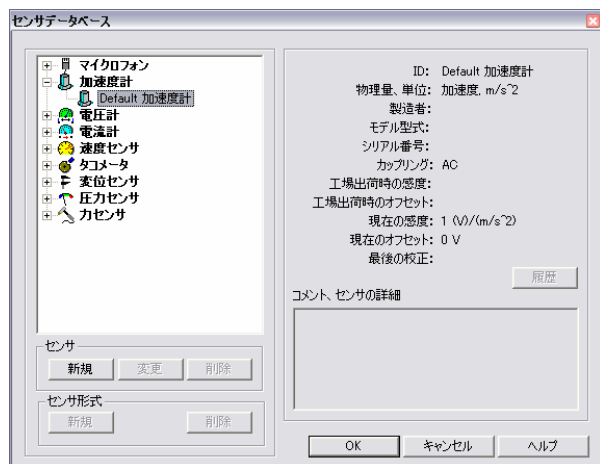 センサデータベース
マイクロフォン
加速度計
Default 加速度計
電圧計
電流計
速度センサ
タコメータ
変位センサ
圧力センサ
力センサ
センサ
新規 変更 削除
センサ形式
新規 削除
ID: Default 加速度計
物理量、単位: 加速度, m/s^2
製造者:
モデル型式:
シリアル番号:
カップリング: AC
工場出荷時の感度:
工場出荷時のオフセット:
現在の感度: 1 (V)/(m/s^2)
現在のオフセット: 0 V
最後の校正:
履歴
コメント、センサの詳細
OK キャンセル ヘルプ